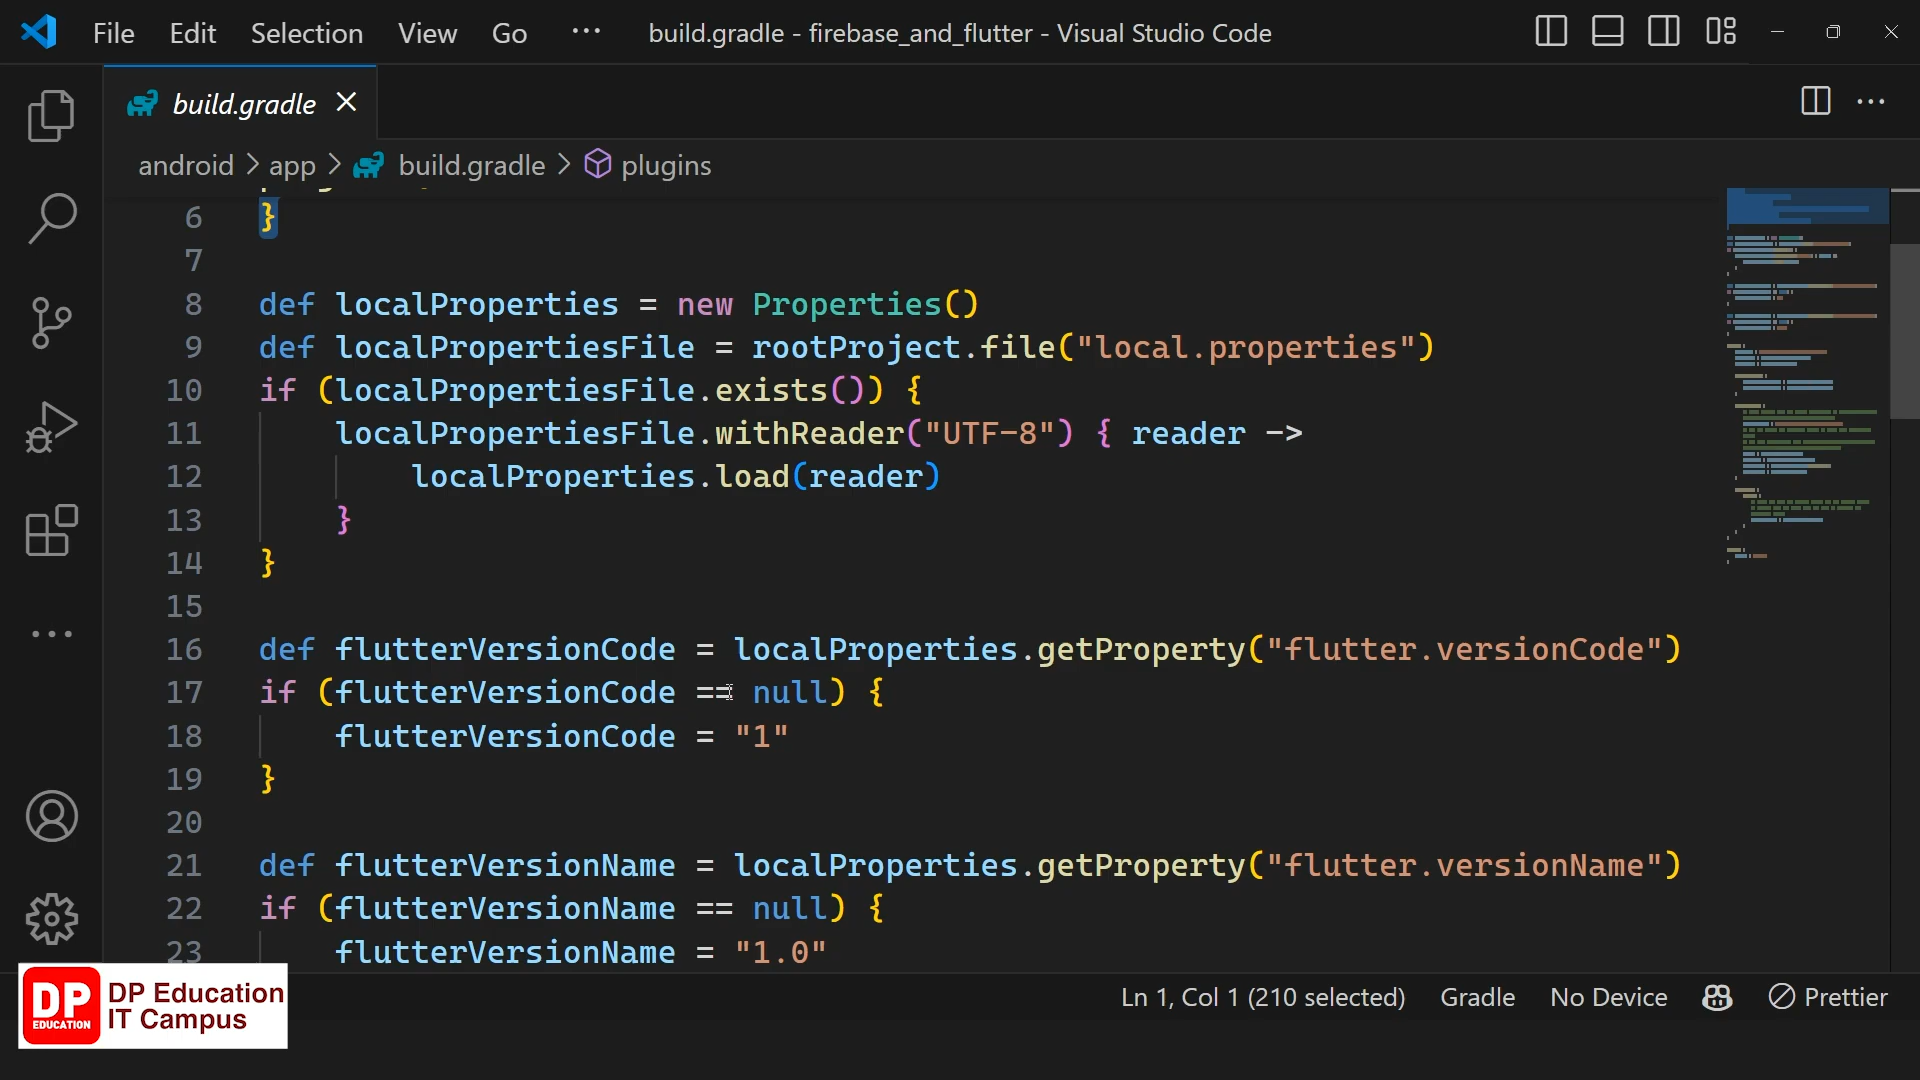 File Edit Selection View Go ··· build.gradle - firebase_and_flutter - Visual Studio Code
build.gradle
android > app > build.gradle > plugins
6 }
7
8 def localProperties = new Properties()
9 def localPropertiesFile = rootProject.file("local.properties")
10 if (localPropertiesFile.exists()) {
11 localPropertiesFile.withReader("UTF-8") { reader ->
12 localProperties.load(reader)
13 }
14 }
15
16 def flutterVersionCode = localProperties.getProperty("flutter.versionCode")
17 if (flutterVersionCode == null) {
18 flutterVersionCode = "1"
19 }
20
21 def flutterVersionName = localProperties.getProperty("flutter.versionName")
22 if (flutterVersionName == null) {
23 flutterVersionName = "1.0"
DP EDUCATION
DP Education
IT Campus
Ln 1, Col 1 (210 selected) Gradle No Device Prettier